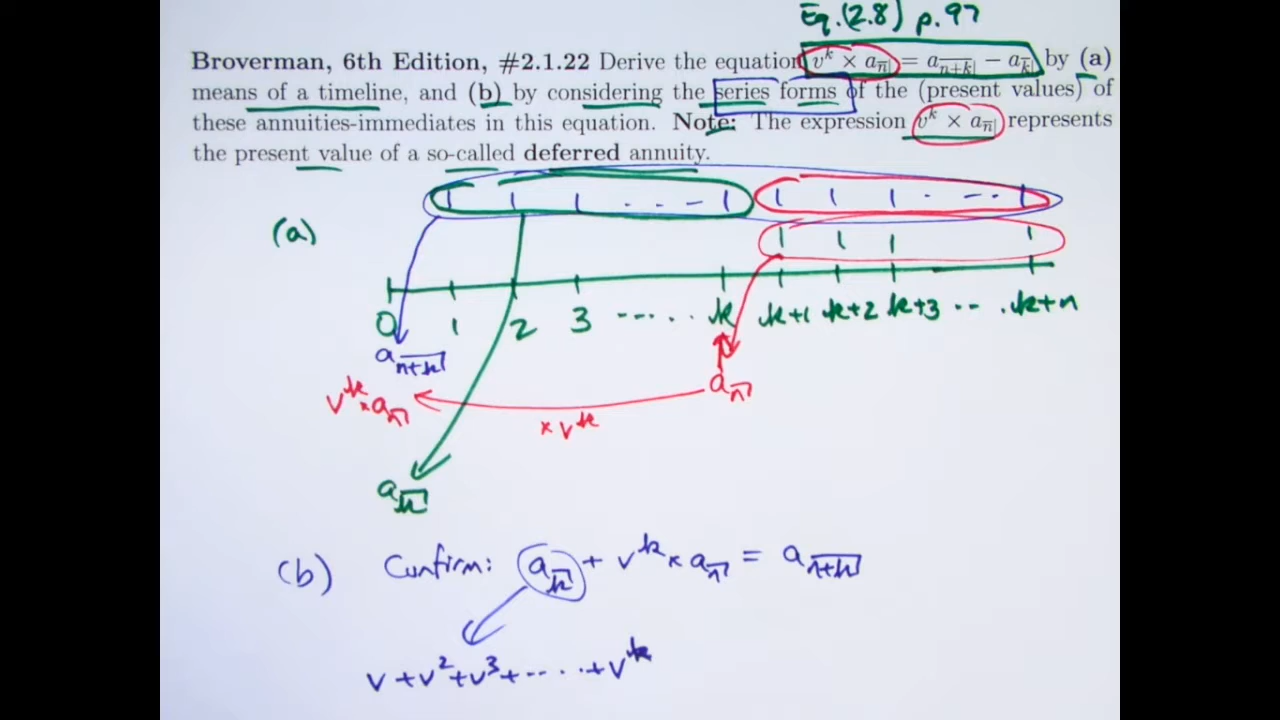 Eq.(2.8) p.97
Broverman, 6th Edition, #2.1.22 Derive the equation v^k × a_n̅| = a_n+k̅| − a_k̅| by (a)
means of a timeline, and (b) by considering the series forms of the (present values) of
these annuities-immediates in this equation. Note: The expression v^k × a_n̅| represents
the present value of a so-called deferred annuity.
1 1 1 . . -- 1 1 1 1 . -- .. 1
(a) 1 1 1 1
0 1 2 3 ..... . k k+1 k+2 k+3 .. . k+n
a_n+k̅|
v^k × a_n̅| a_n̅|
× v^k
a_k̅|
(b) Confirm: a_k̅| + v^k × a_n̅| = a_n+k̅|
v + v² + v³ + ..... + v^k